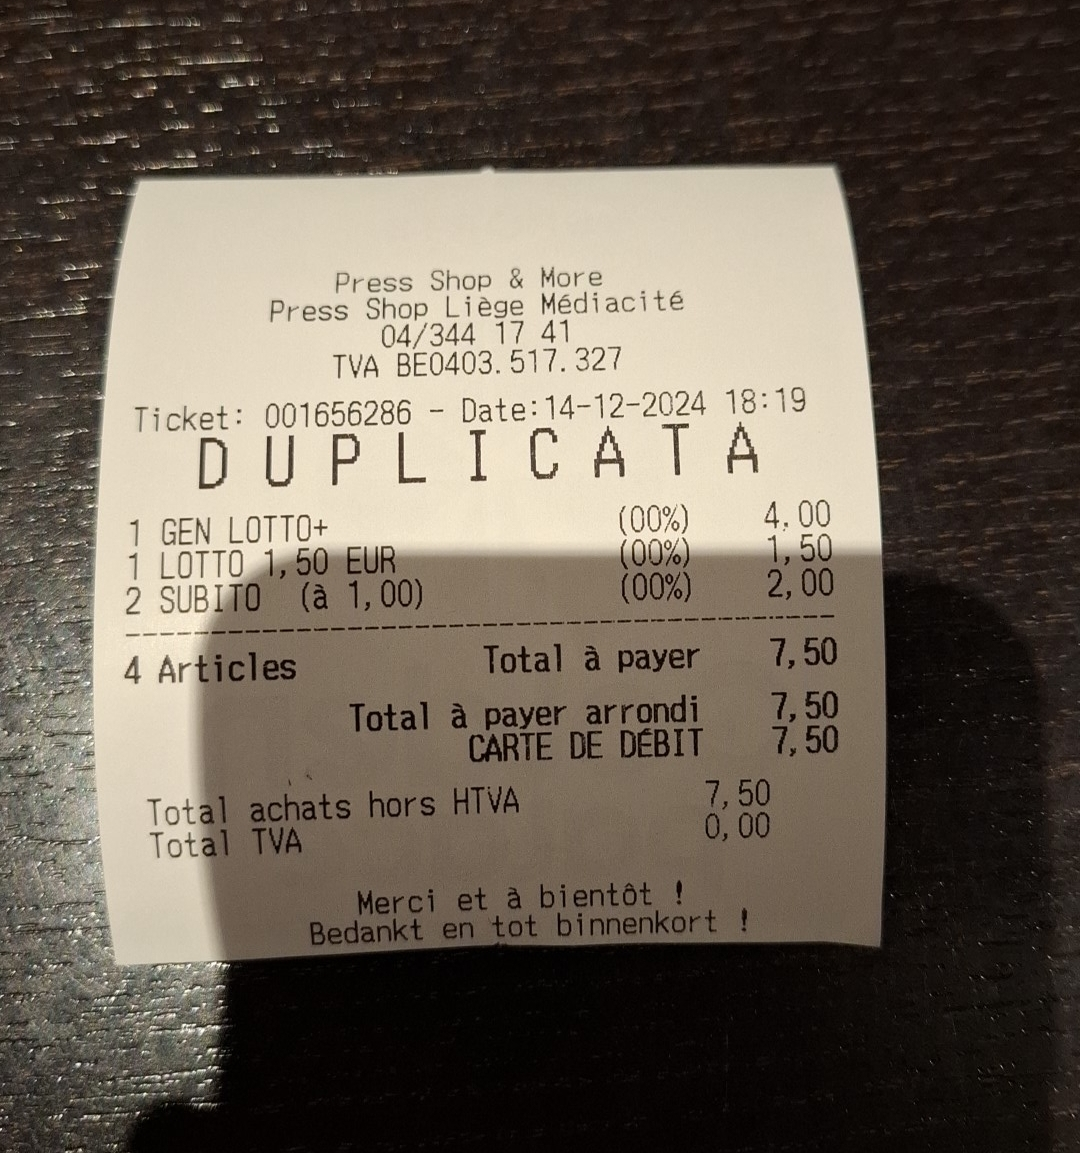 Press Shop & More
Press Shop Liège Médiacité
04/344 17 41
TVA BE0403.517.327
Ticket: 001656286 - Date:14-12-2024 18:19
DUPLICATA
1 GEN LOTTO+ (00%) 4,00
1 LOTTO 1,50 EUR (00%) 1,50
2 SUBITO (à 1,00) (00%) 2,00
4 Articles Total à payer 7,50
Total à payer arrondi 7,50
CARTE DE DÉBIT 7,50
Total achats hors HTVA 7,50
Total TVA 0,00
Merci et à bientôt !
Bedankt en tot binnenkort !